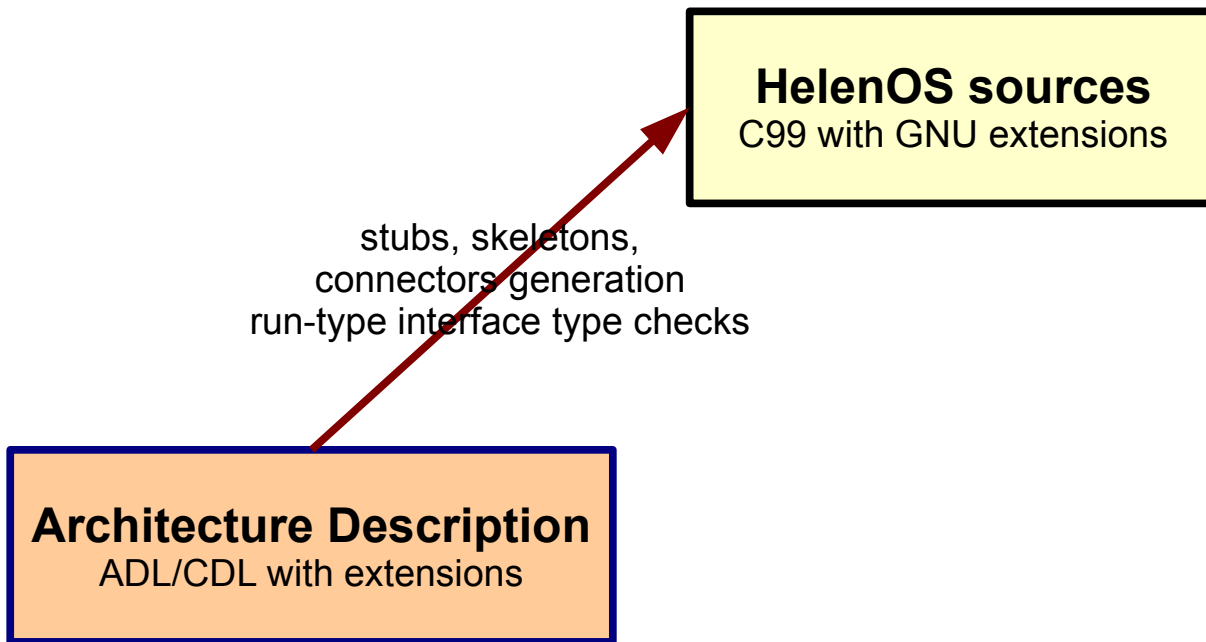 HelenOS sources
C99 with GNU extensions
stubs, skeletons,
connectors generation
run-type interface type checks
Architecture Description
ADL/CDL with extensions